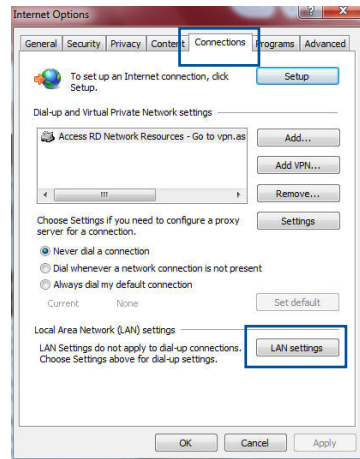 Internet Options
General Security Privacy Content Connections Programs Advanced
To set up an Internet connection, click
Setup.
Setup
Dial-up and Virtual Private Network settings
Access RD Network Resources - Go to vpn.as
Add...
Add VPN...
Remove...
Choose Settings if you need to configure a proxy
server for a connection.
Settings
Never dial a connection
Dial whenever a network connection is not present
Always dial my default connection
Current None
Set default
Local Area Network (LAN) settings
LAN Settings do not apply to dial-up connections.
Choose Settings above for dial-up settings.
LAN settings
OK Cancel Apply